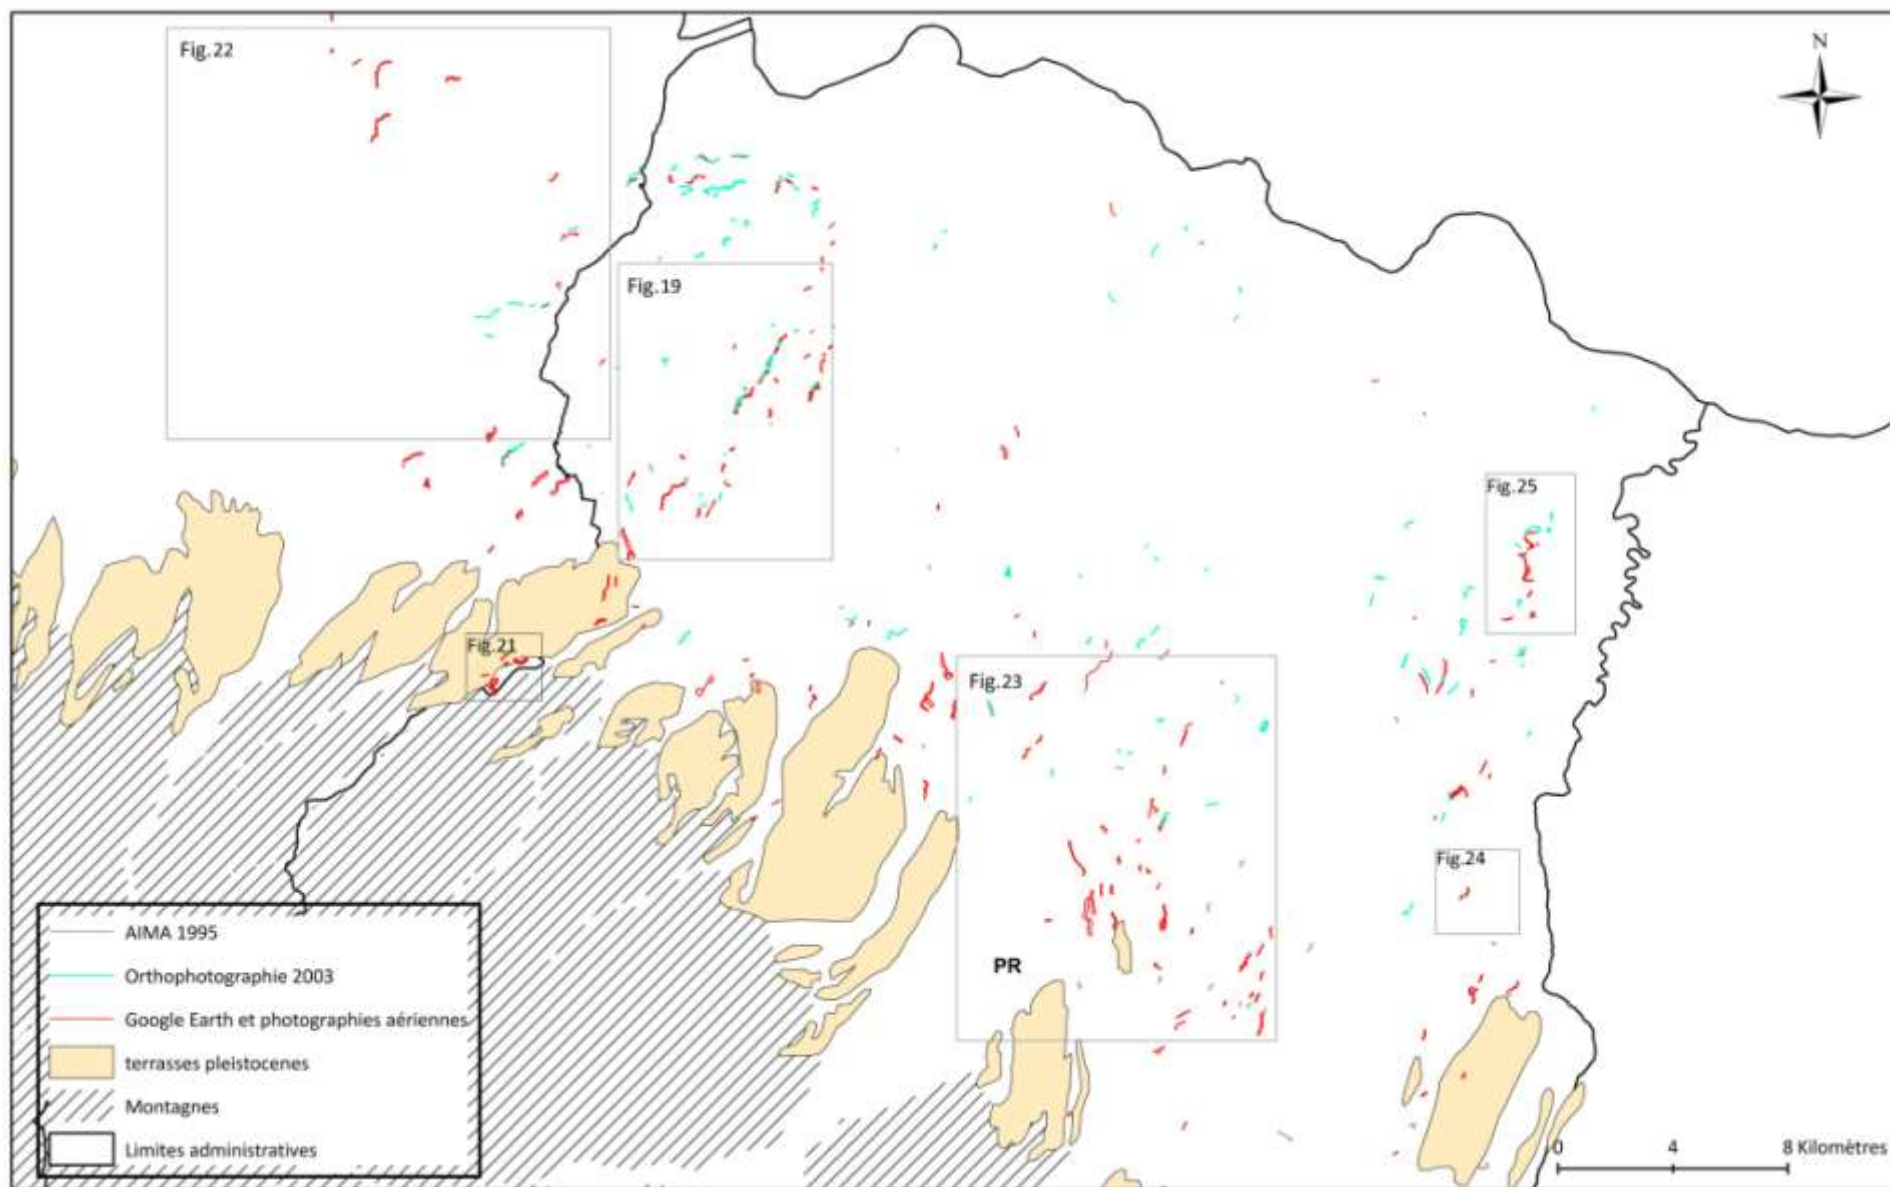 Fig.22
N
Fig.19
Fig.25
Fig.21
Fig.23
Fig.24
PR
AIMA 1995
Orthophotographie 2003
Google Earth et photographies aériennes
terrasses pleistocenes
Montagnes
Limites administratives
0 4 8 Kilomètres